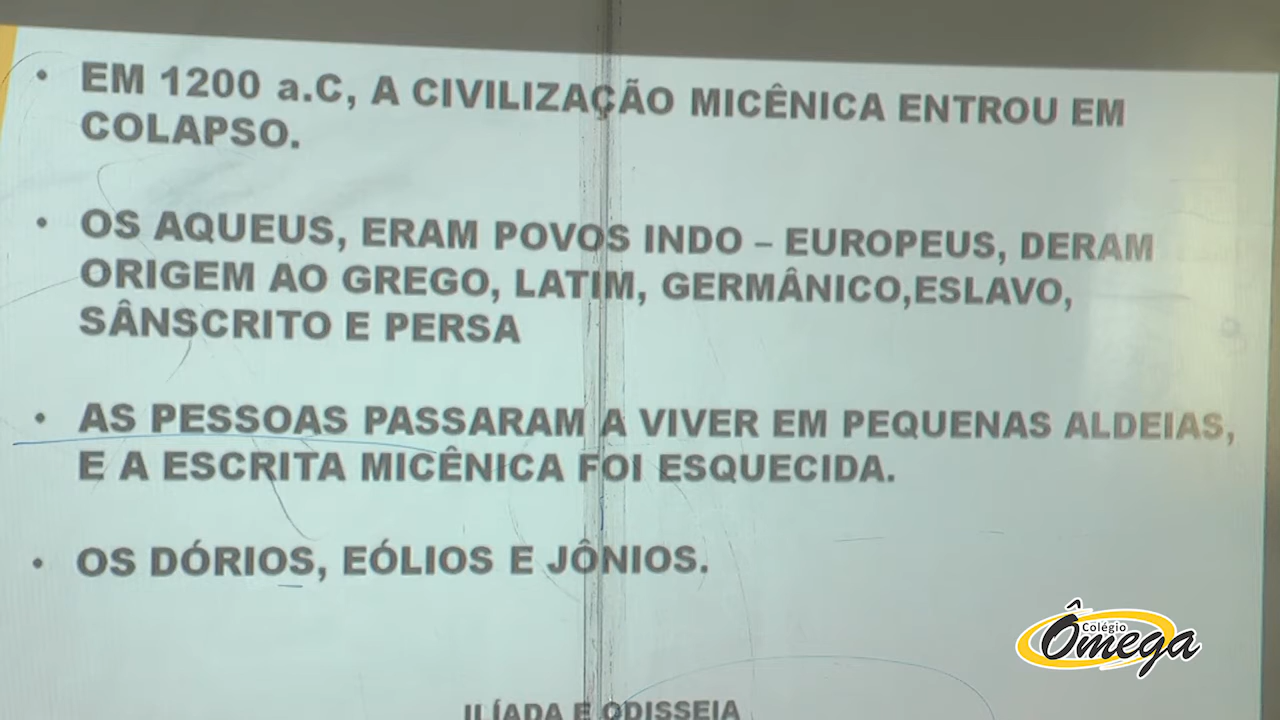 • EM 1200 a.C, A CIVILIZAÇÃO MICÊNICA ENTROU EM
COLAPSO.
• OS AQUEUS, ERAM POVOS INDO – EUROPEUS, DERAM
ORIGEM AO GREGO, LATIM, GERMÂNICO,ESLAVO,
SÂNSCRITO E PERSA
• AS PESSOAS PASSARAM A VIVER EM PEQUENAS ALDEIAS,
E A ESCRITA MICÊNICA FOI ESQUECIDA.
• OS DÓRIOS, EÓLIOS E JÔNIOS.
ILÍADA E ODISSEIA
Colégio
Ômega